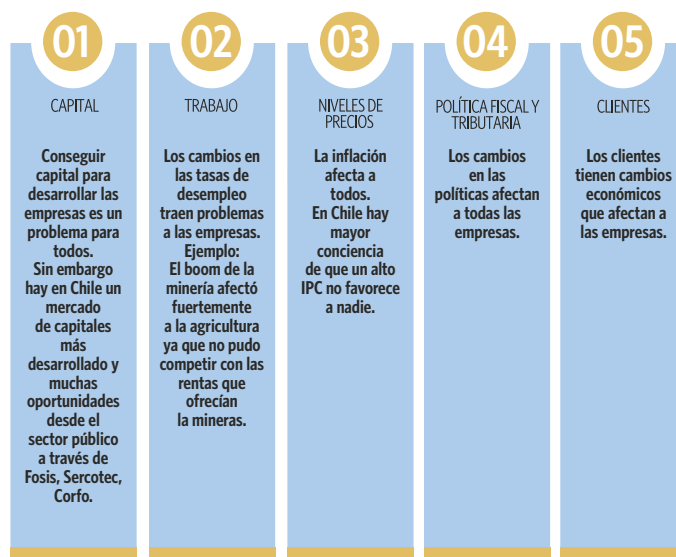 01
CAPITAL
Conseguir
capital para
desarrollar las
empresas es un
problema para
todos.
Sin embargo
hay en Chile un
mercado
de capitales
más
desarrollado y
muchas
oportunidades
desde el
sector público
a través de
Fosis, Sercotec,
Corfo.
02
TRABAJO
Los cambios en
las tasas de
desempleo
traen problemas
a las empresas.
Ejemplo:
El boom de la
minería afectó
fuertemente
a la agricultura
ya que no pudo
competir con las
rentas que
ofrecían
la mineras.
03
NIVELES DE
PRECIOS
La inflación
afecta a
todos.
En Chile hay
mayor
conciencia
de que un alto
IPC no favorece
a nadie.
04
POLÍTICA FISCAL Y
TRIBUTARIA
Los cambios
en las
políticas afectan
a todas las
empresas.
05
CLIENTES
Los clientes
tienen cambios
económicos
que afectan a
las empresas.